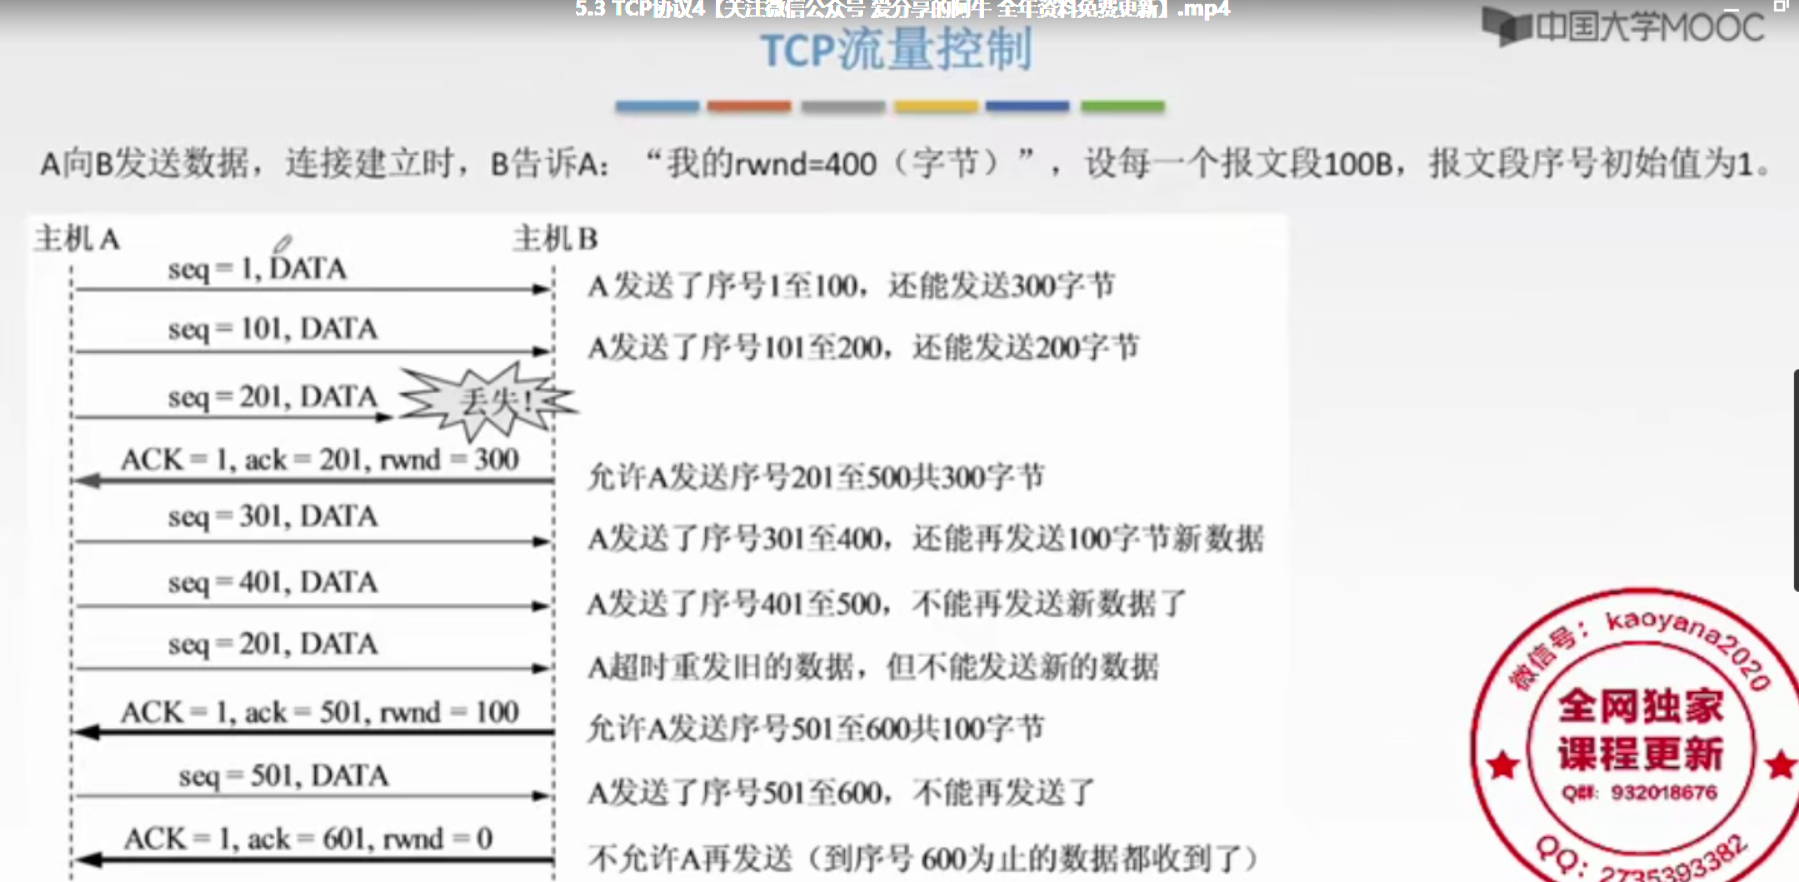 5.3 TCP协议4【关注微信公众号 爱分享的阿牛 全年资料免费更新】.mp4
中国大学MOOC
TCP流量控制
A向B发送数据，连接建立时，B告诉A：“我的rwnd=400（字节）”，设每一个报文段100B，报文段序号初始值为1。
主机A 主机B
seq = 1, DATA
A发送了序号1至100，还能发送300字节
seq = 101, DATA
A发送了序号101至200，还能发送200字节
seq = 201, DATA
丢失!
ACK = 1, ack = 201, rwnd = 300
允许A发送序号201至500共300字节
seq = 301, DATA
A发送了序号301至400，还能再发送100字节新数据
seq = 401, DATA
A发送了序号401至500，不能再发送新数据了
seq = 201, DATA
A超时重发旧的数据，但不能发送新的数据
ACK = 1, ack = 501, rwnd = 100
允许A发送序号501至600共100字节
seq = 501, DATA
A发送了序号501至600，不能再发送了
ACK = 1, ack = 601, rwnd = 0
不允许A再发送（到序号600为止的数据都收到了）
微信号：kaoyana2020
全网独家
课程更新
Q群：932018676
QQ：2735393382